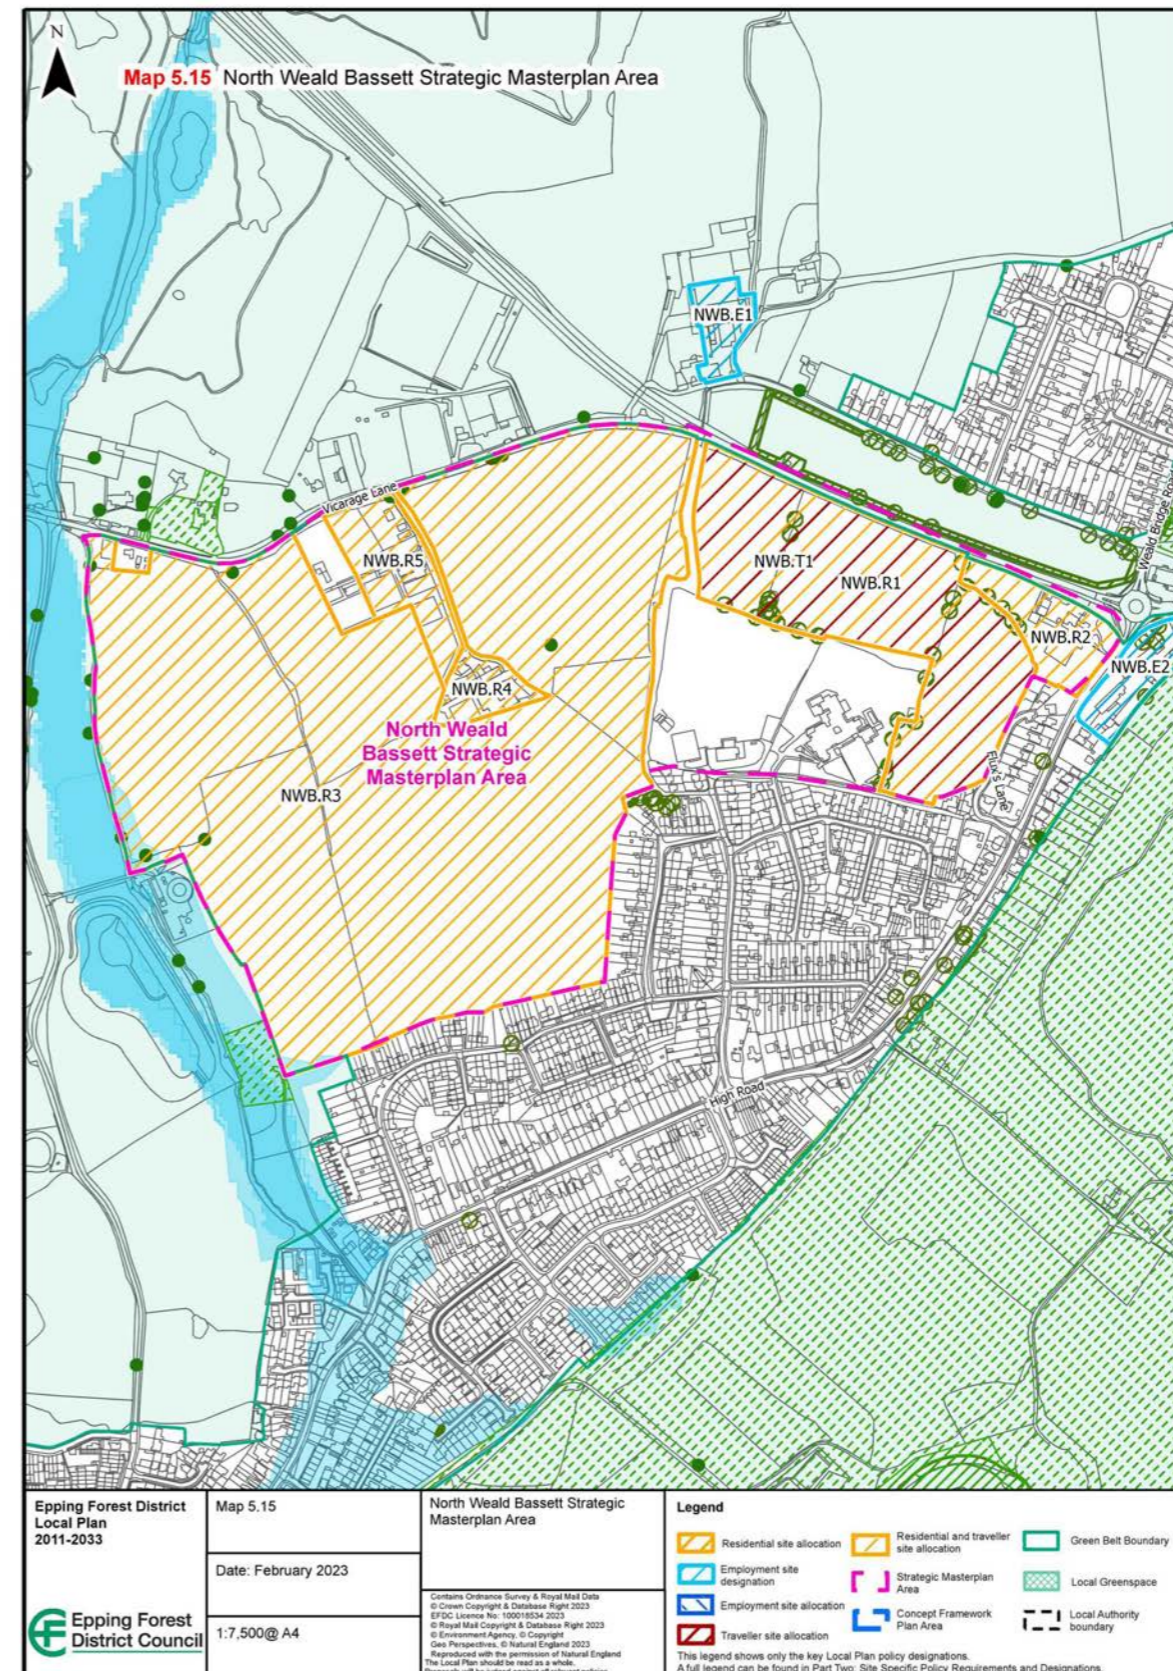 N
Map 5.15 North Weald Bassett Strategic Masterplan Area
NWB.E1
Vicarage Lane
NWB.R5
NWB.T1
NWB.R1
Weald Bridge
NWB.R2
NWB.E2
NWB.R4
North Weald
Bassett Strategic
Masterplan Area
NWB.R3
Flux's Lane
High Road
Epping Forest District
Local Plan
2011-2033
Epping Forest
District Council
Map 5.15
Date: February 2023
1:7,500@ A4
North Weald Bassett Strategic
Masterplan Area
Contains Ordnance Survey & Royal Mail Data
© Crown Copyright & Database Right 2023
EFDC Licence No: 100018534 2023
© Royal Mail Copyright & Database Right 2023
© Environment Agency, © Copyright
Geo Perspectives, © Natural England 2023
Reproduced with the permission of Natural England
The Local Plan should be read as a whole.
Legend
Residential site allocation
Employment site
designation
Employment site allocation
Traveller site allocation
Residential and traveller
site allocation
Strategic Masterplan
Area
Concept Framework
Plan Area
Green Belt Boundary
Local Greenspace
Local Authority
boundary
This legend shows only the key Local Plan policy designations.
A full legend can be found in Part Two: Site Specific Policy Requirements and Designations